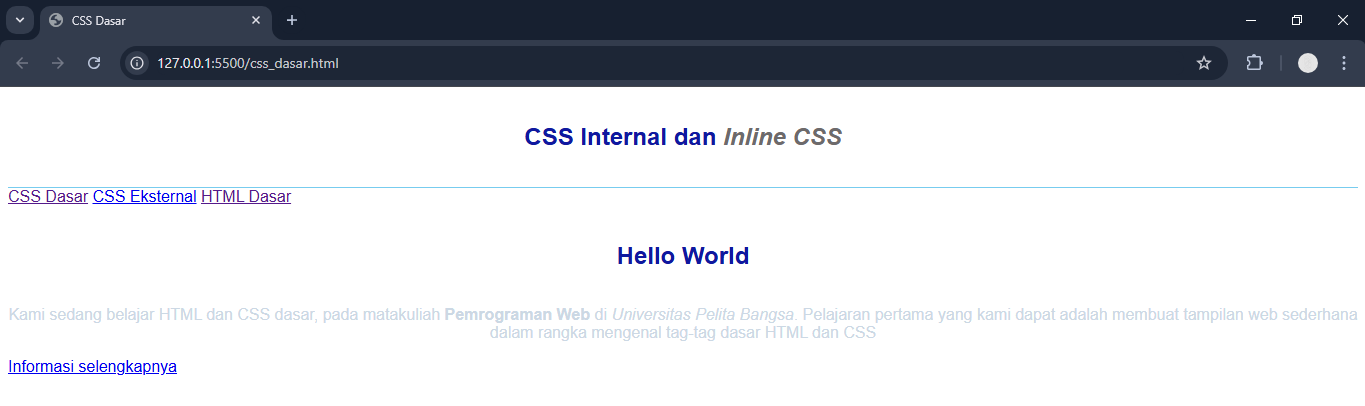 CSS Dasar
127.0.0.1:5500/css_dasar.html
CSS Internal dan Inline CSS
CSS Dasar CSS Eksternal HTML Dasar
Hello World
Kami sedang belajar HTML dan CSS dasar, pada matakuliah Pemrograman Web di Universitas Pelita Bangsa. Pelajaran pertama yang kami dapat adalah membuat tampilan web sederhana
dalam rangka mengenal tag-tag dasar HTML dan CSS
Informasi selengkapnya